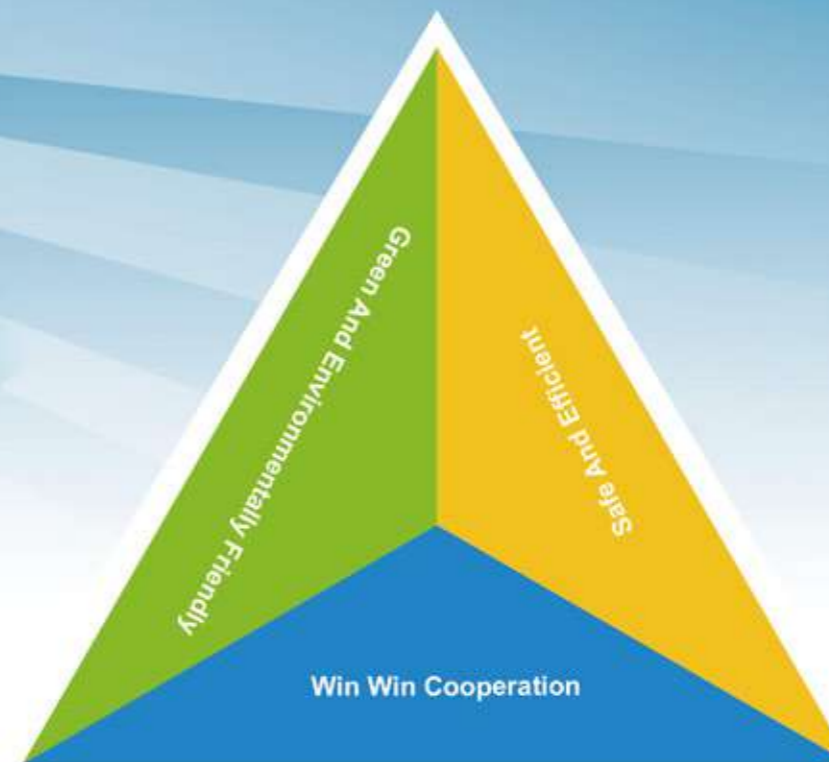 Green And Environmentally Friendly
Safe And Efficient
Win Win Cooperation